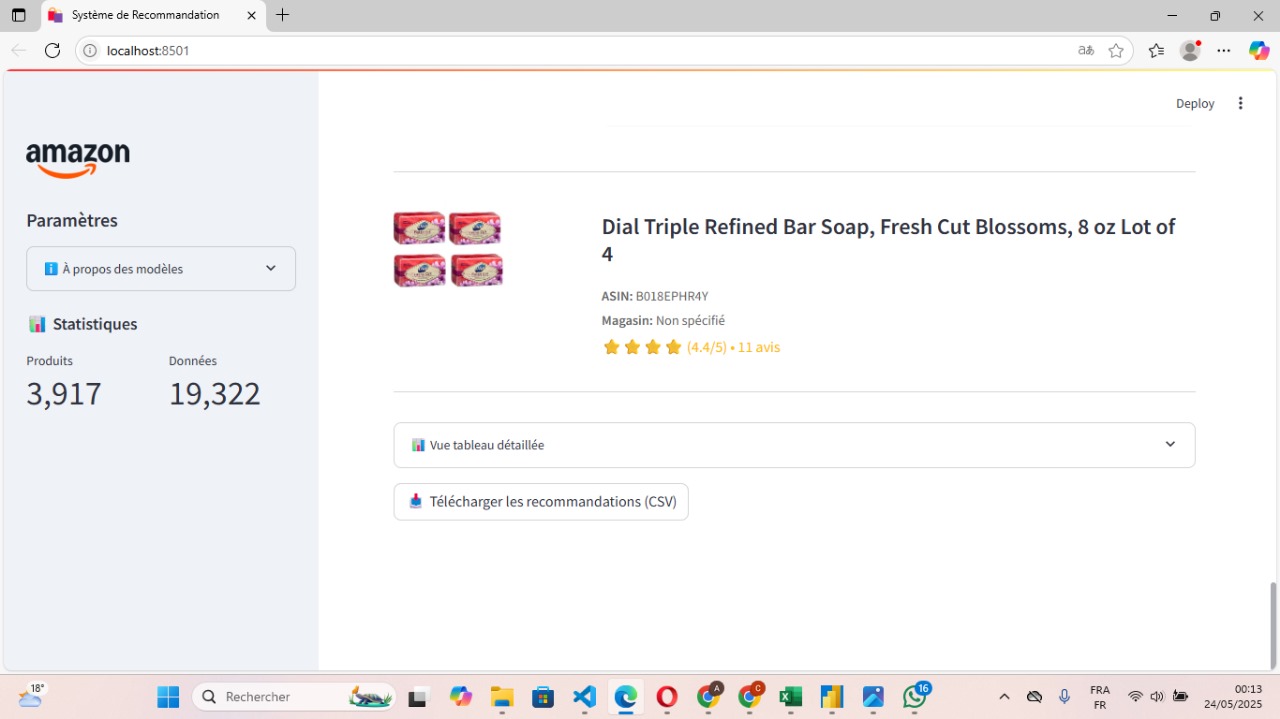 Système de Recommandation
localhost:8501
aあ
Deploy
amazon
Paramètres
À propos des modèles
Statistiques
Produits
Données
3,917
19,322
Dial Triple Refined Bar Soap, Fresh Cut Blossoms, 8 oz Lot of
4
ASIN: B018EPHR4Y
Magasin: Non spécifié
(4.4/5) • 11 avis
Vue tableau détaillée
Télécharger les recommandations (CSV)
18°
Rechercher
A
C
16
FRA
FR
00:13
24/05/2025